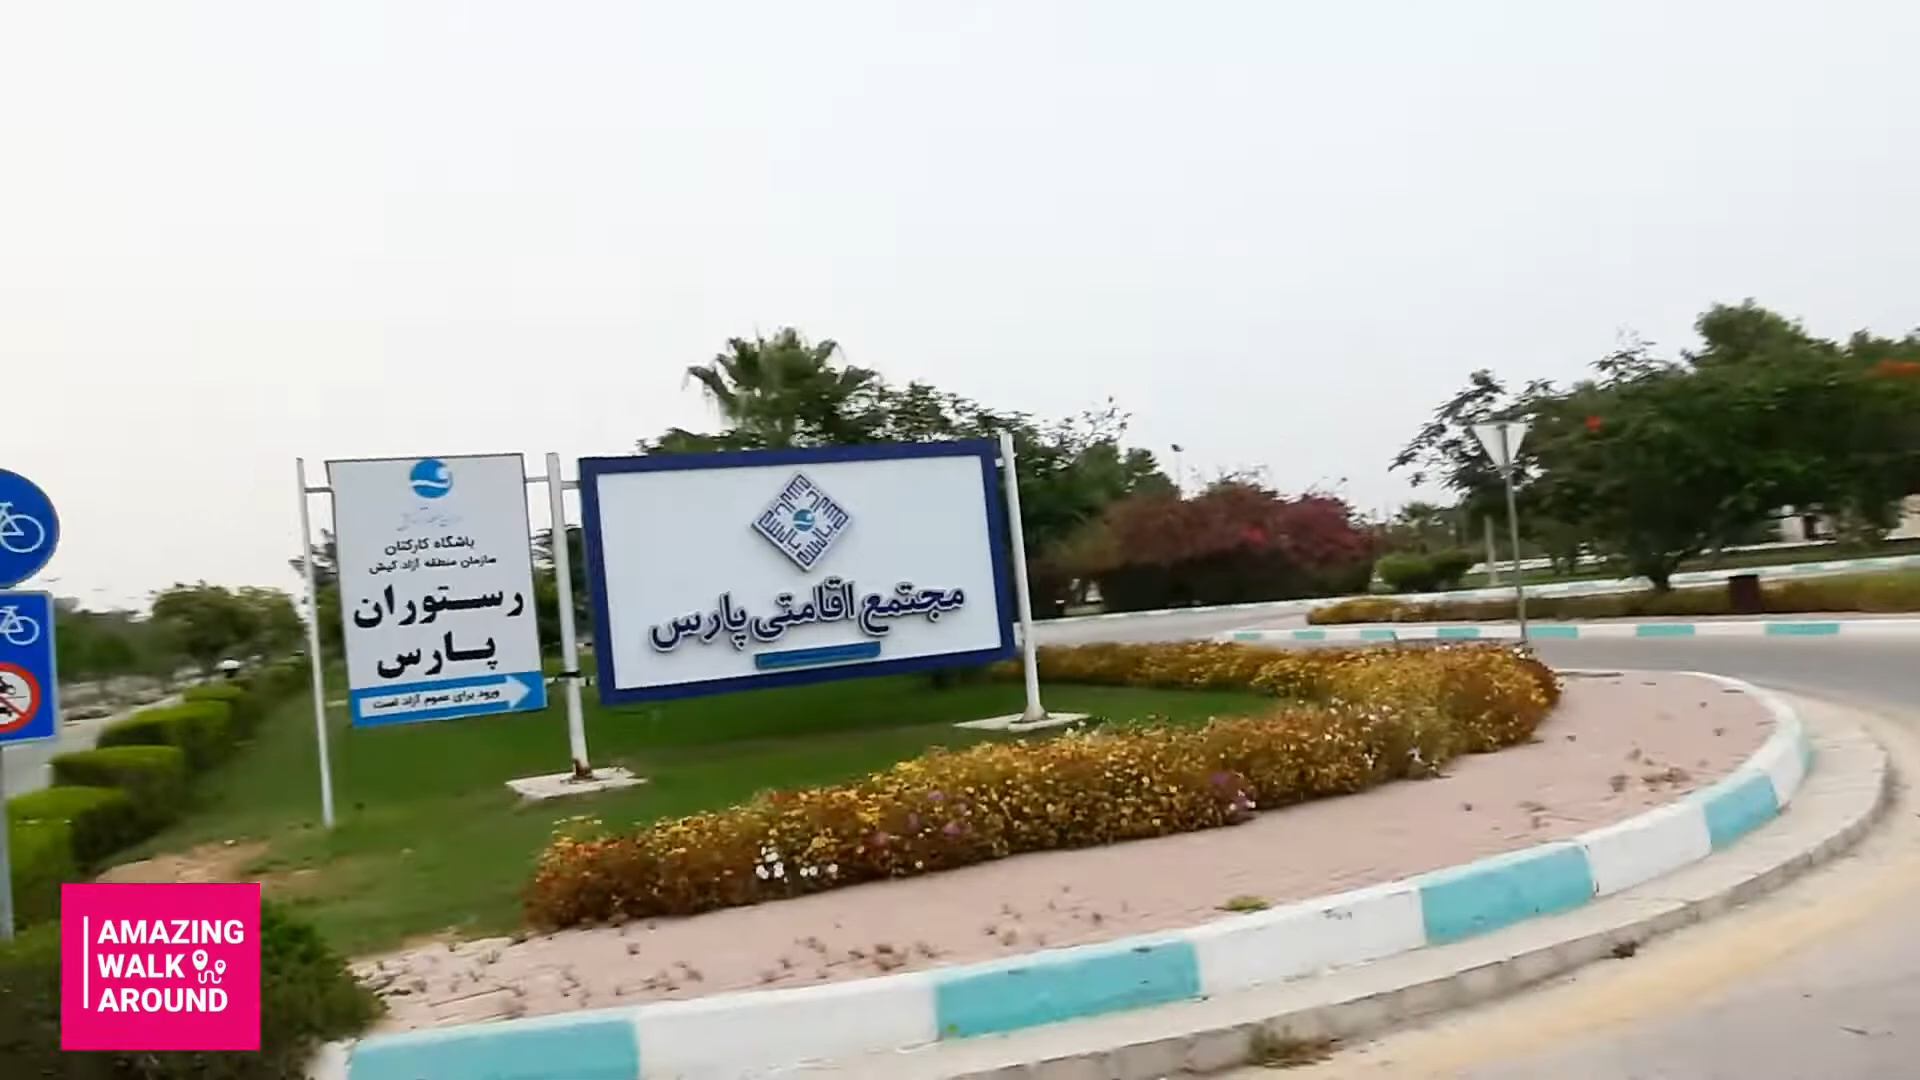 باشگاه کارکنان
سازمان منطقه آزاد کیش
رستوران
پارس
ورود برای عموم آزاد است
مجتمع اقامتی پارس
AMAZING
WALK
AROUND